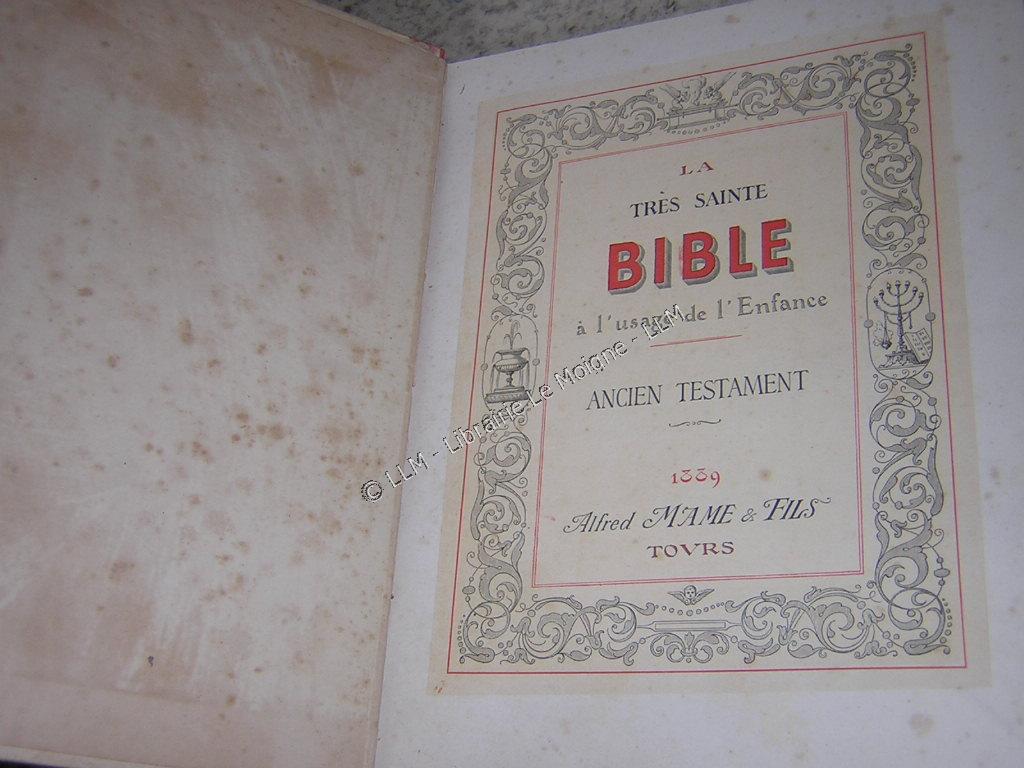 LA
TRÈS SAINTE
BIBLE
à l'usage de l'Enfance
ANCIEN TESTAMENT
1889
Alfred MAME & FILS
TOVRS
© LLM - Librairie Le Moigne - LLM